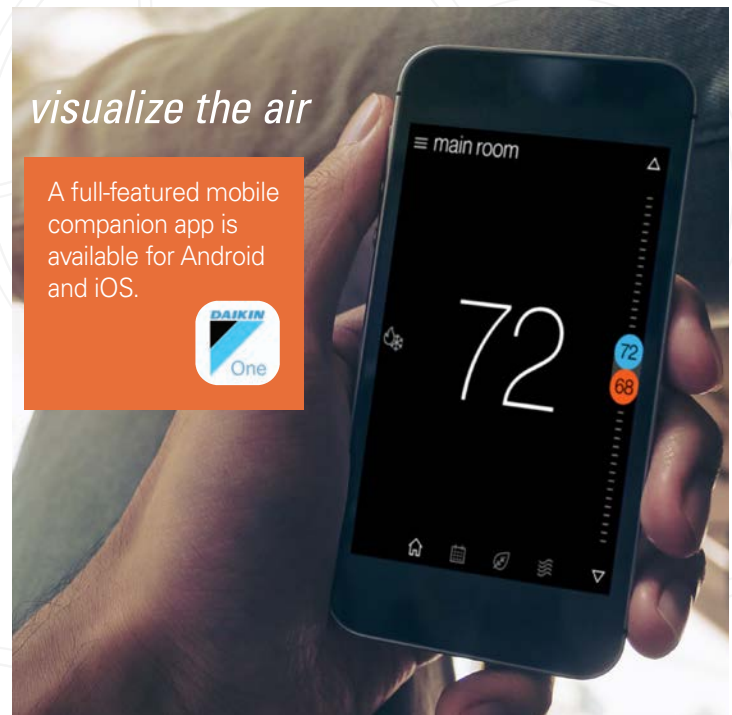 visualize the air
A full-featured mobile
companion app is
available for Android
and iOS.
DAIKIN
One
main room
72
72
68